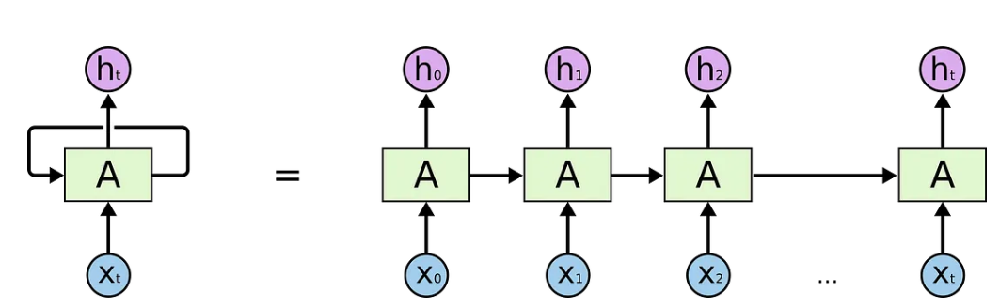 hₜ h₀ h₁ h₂ hₜ
A = A A A A
xₜ x₀ x₁ x₂ ... xₜ